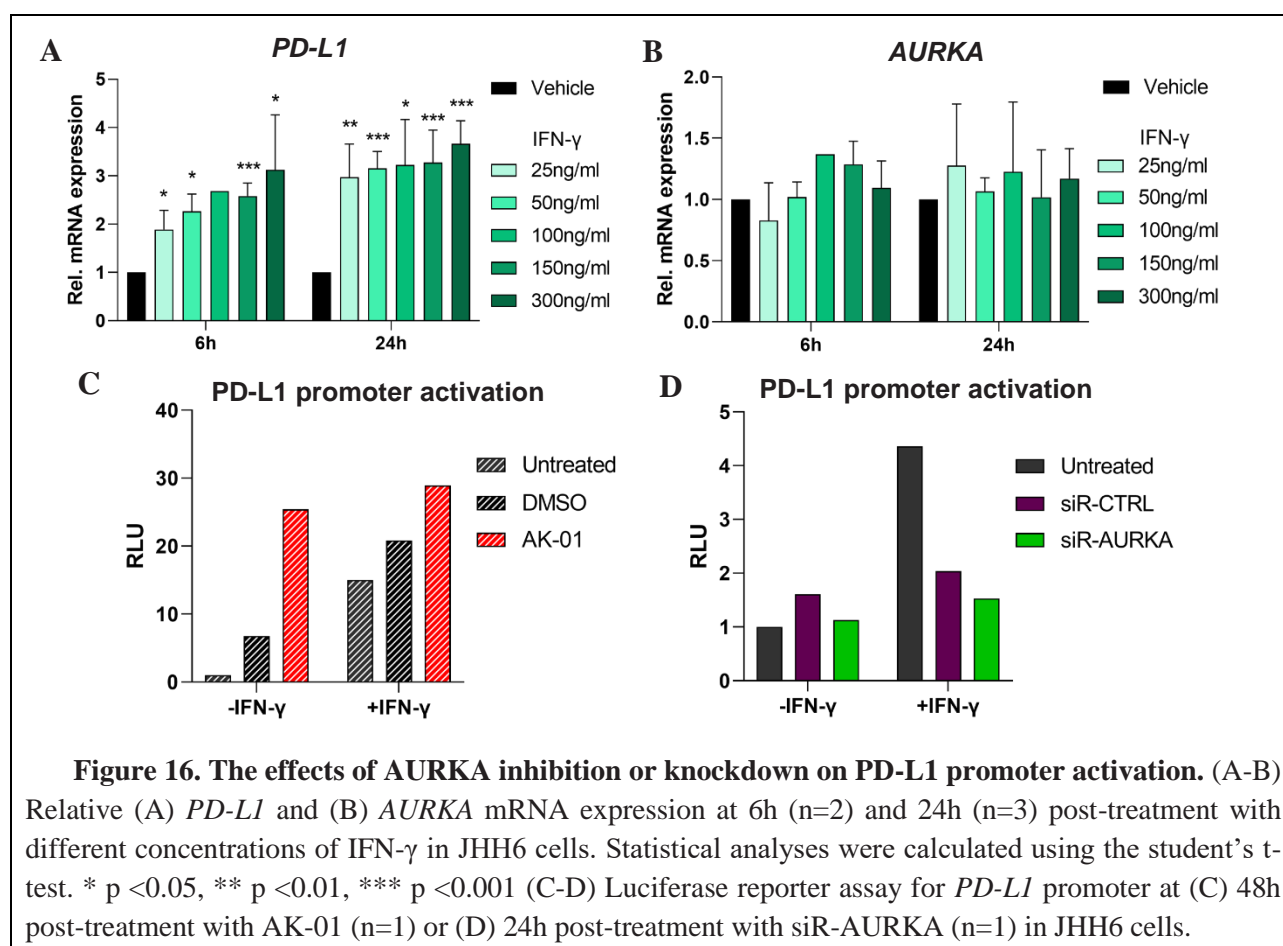 A
PD-L1
Rel. mRNA expression
5
4
3
2
1
0
*
*
***
*
**
***
*
***
***
6h
24h
Vehicle
IFN-γ
25ng/ml
50ng/ml
100ng/ml
150ng/ml
300ng/ml
B
AURKA
Rel. mRNA expression
2.0
1.5
1.0
0.5
0.0
6h
24h
Vehicle
IFN-γ
25ng/ml
50ng/ml
100ng/ml
150ng/ml
300ng/ml
C
PD-L1 promoter activation
RLU
40
30
20
10
0
-IFN-γ
+IFN-γ
Untreated
DMSO
AK-01
D
PD-L1 promoter activation
RLU
5
4
3
2
1
0
-IFN-γ
+IFN-γ
Untreated
siR-CTRL
siR-AURKA
Figure 16. The effects of AURKA inhibition or knockdown on PD-L1 promoter activation. (A-B)
Relative (A) PD-L1 and (B) AURKA mRNA expression at 6h (n=2) and 24h (n=3) post-treatment with
different concentrations of IFN-γ in JHH6 cells. Statistical analyses were calculated using the student’s t-
test. * p <0.05, ** p <0.01, *** p <0.001 (C-D) Luciferase reporter assay for PD-L1 promoter at (C) 48h
post-treatment with AK-01 (n=1) or (D) 24h post-treatment with siR-AURKA (n=1) in JHH6 cells.